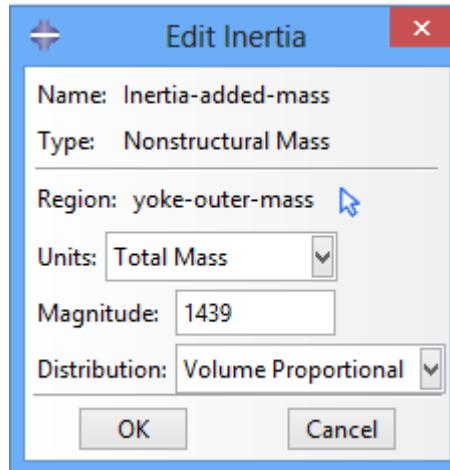 Edit Inertia
Name: Inertia-added-mass
Type: Nonstructural Mass
Region: yoke-outer-mass
Units: Total Mass
Magnitude: 1439
Distribution: Volume Proportional
OK Cancel